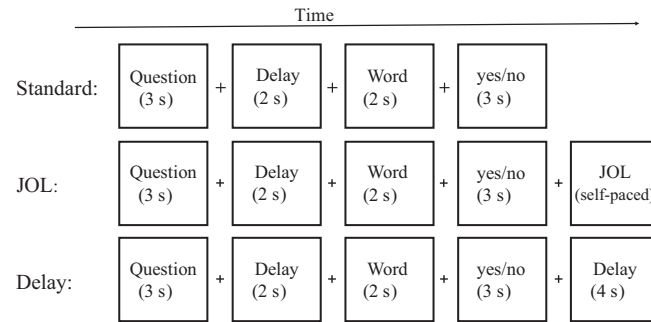 Time
Standard:
Question
(3 s)
+
Delay
(2 s)
+
Word
(2 s)
+
yes/no
(3 s)
JOL:
Question
(3 s)
+
Delay
(2 s)
+
Word
(2 s)
+
yes/no
(3 s)
+
JOL
(self-paced)
Delay:
Question
(3 s)
+
Delay
(2 s)
+
Word
(2 s)
+
yes/no
(3 s)
+
Delay
(4 s)